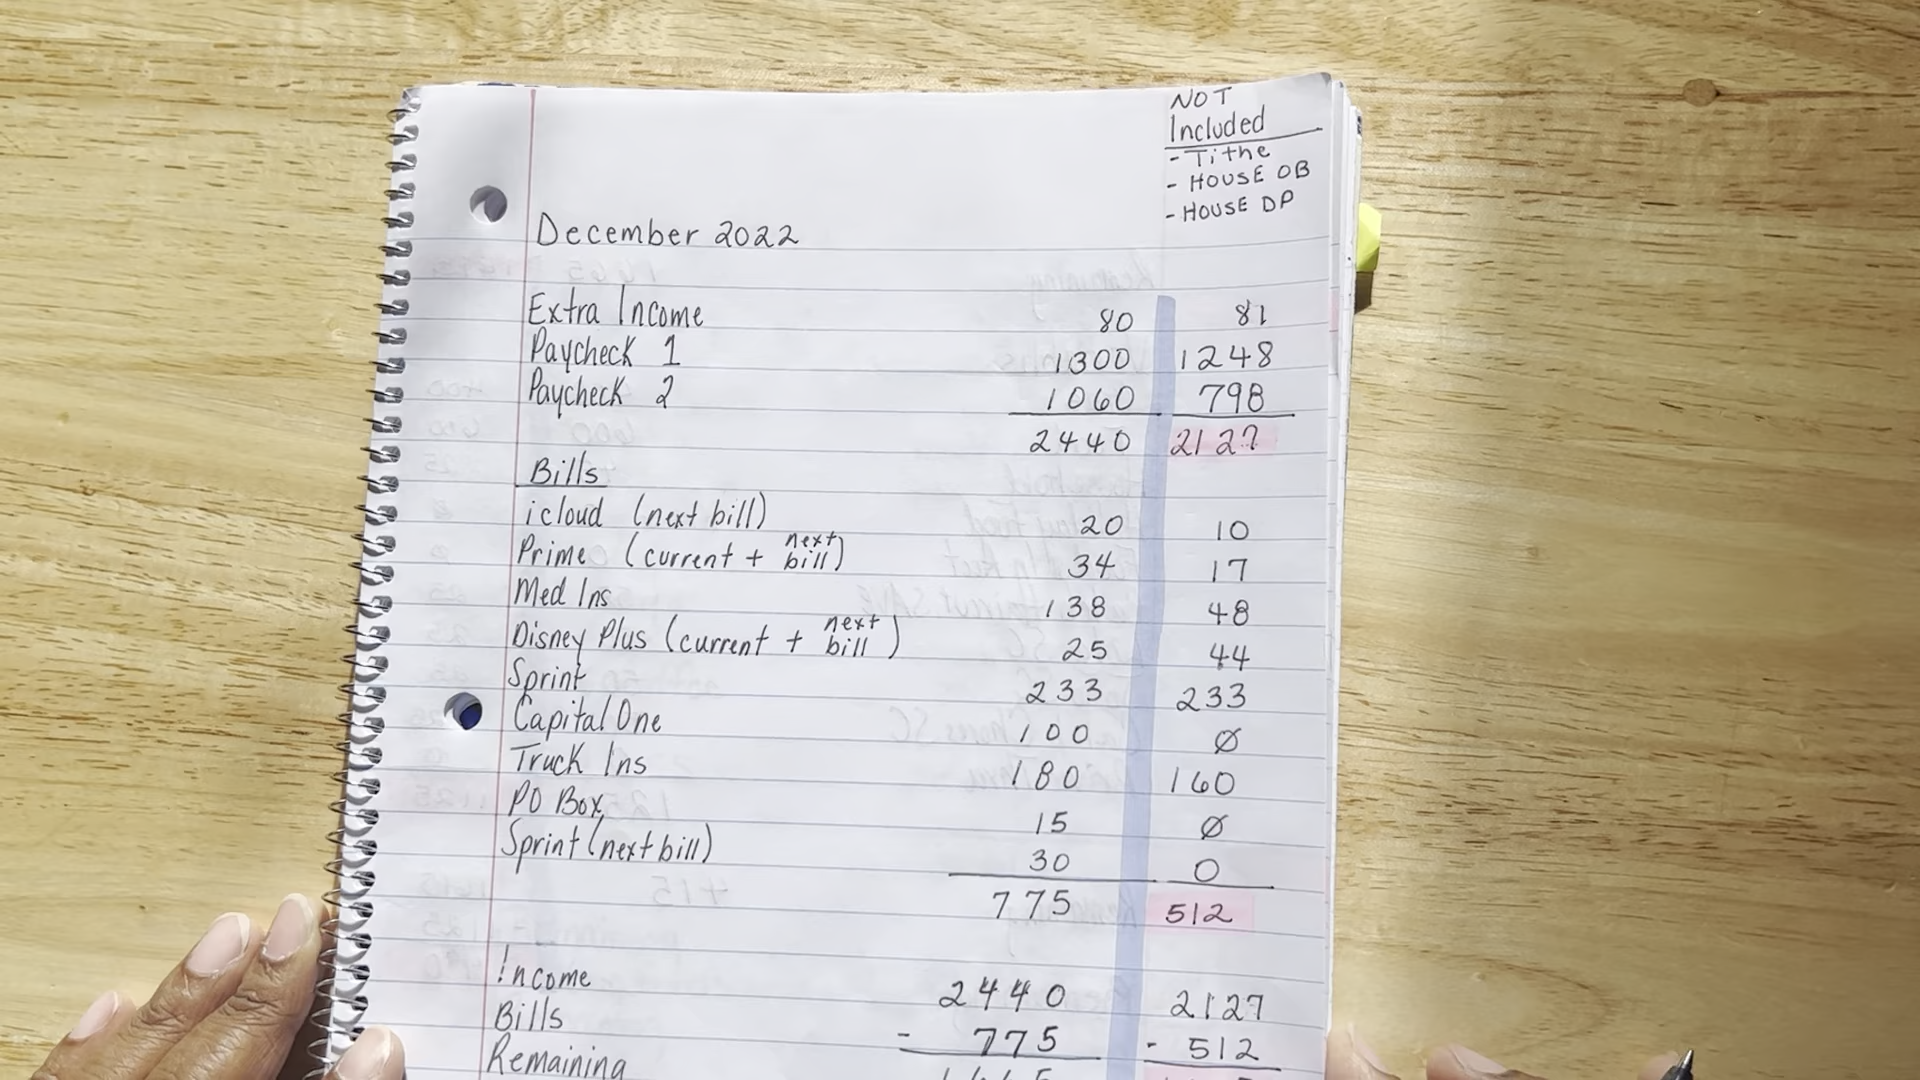 NOT
Included
- Tithe
- HOUSE OB
- HOUSE DP
December 2022
Extra Income 80 81
Paycheck 1 1300 1248
Paycheck 2 1060 798
2440 2127
Bills
icloud (next bill) 20 10
Prime (current + next bill) 34 17
Med Ins 138 48
Disney Plus (current + next bill) 25 44
Sprint 233 233
Capital One 100 Ø
Truck Ins 180 160
PO Box, 15 Ø
Sprint (next bill) 30 0
775 512
Income 2440 2127
Bills - 775 - 512
Remaining